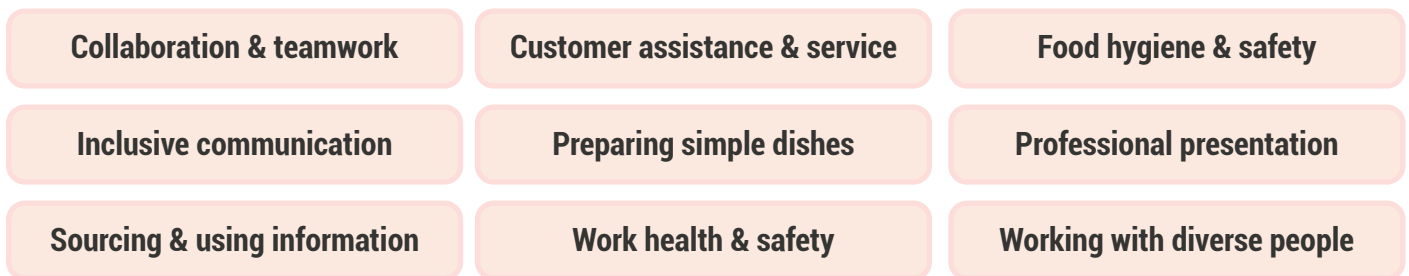 Collaboration & teamwork
Customer assistance & service
Food hygiene & safety
Inclusive communication
Preparing simple dishes
Professional presentation
Sourcing & using information
Work health & safety
Working with diverse people